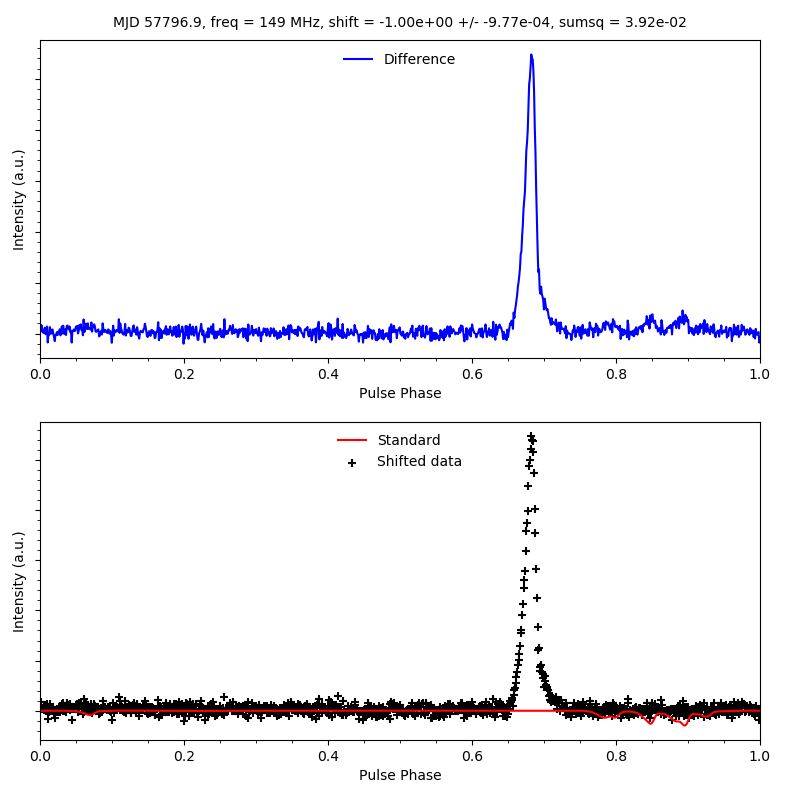 MJD 57796.9, freq = 149 MHz, shift = -1.00e+00 +/- -9.77e-04, sumsq = 3.92e-02
Difference
Intensity (a.u.)
0.0 0.2 0.4 0.6 0.8 1.0
Pulse Phase
Standard
Shifted data
Intensity (a.u.)
0.0 0.2 0.4 0.6 0.8 1.0
Pulse Phase